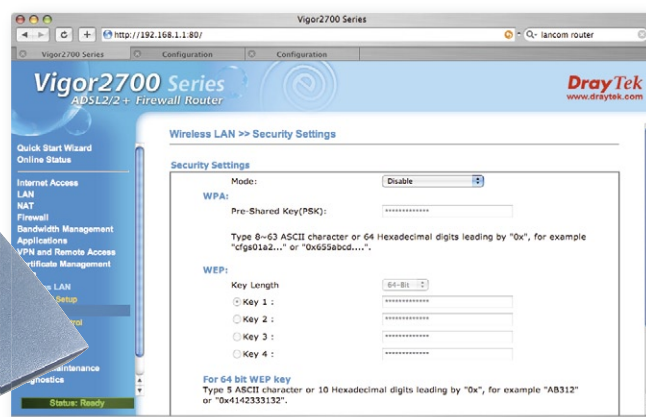 Vigor2700 Series
http://192.168.1.1:80/
Q- lancom router
Vigor2700 Series
Configuration
Configuration
Vigor2700 Series
ADSL2/2+ Firewall Router
DrayTek
www.draytek.com
Quick Start Wizard
Online Status
Internet Access
LAN
NAT
Firewall
Bandwidth Management
Applications
VPN and Remote Access
LAN
Setup
Status: Ready
Wireless LAN >> Security Settings
Security Settings
Mode: Disable
WPA:
Pre-Shared Key(PSK): *************
Type 8~63 ASCII character or 64 Hexadecimal digits leading by "0x", for example
"cfgs01a2..." or "0x655abcd....".
WEP:
Key Length 64-Bit
Key 1 : *************
Key 2 : *************
Key 3 : *************
Key 4 : *************
For 64 bit WEP key
Type 5 ASCII character or 10 Hexadecimal digits leading by "0x", for example "AB312"
or "0x4142333132".